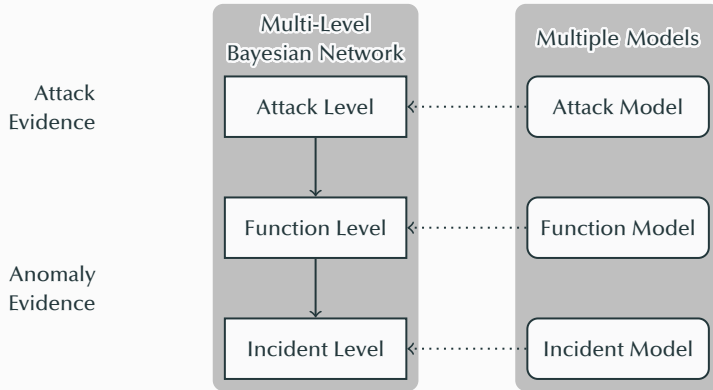 Multi-Level
Bayesian Network
Multiple Models
Attack
Evidence
Attack Level
Attack Model
Function Level
Function Model
Anomaly
Evidence
Incident Level
Incident Model